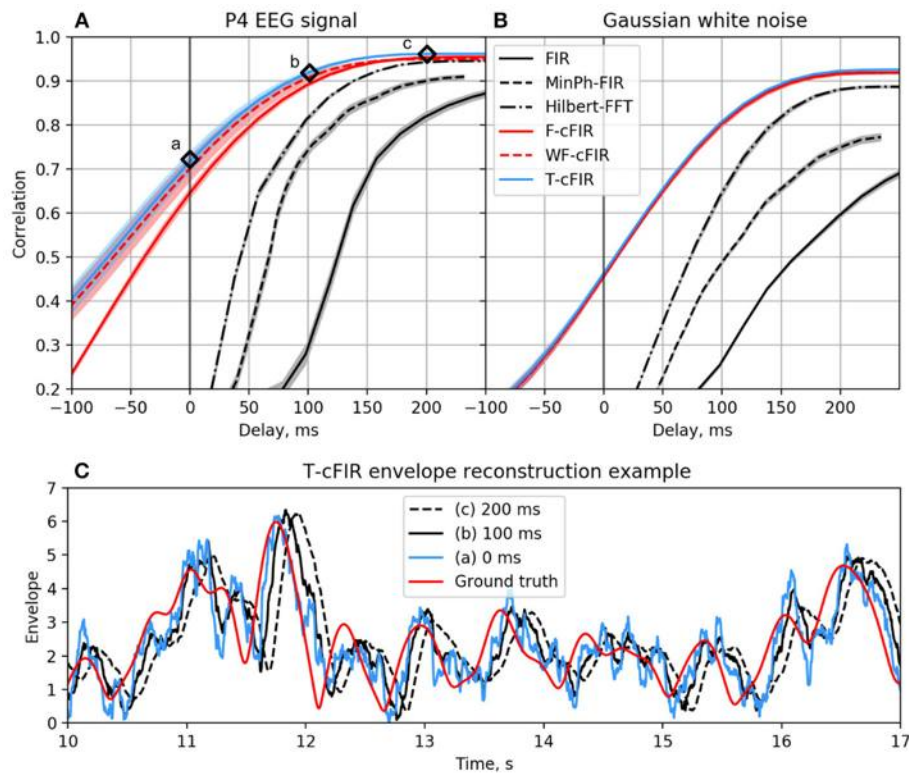 A P4 EEG signal
B Gaussian white noise
1.0
0.9
0.8
0.7
0.6
0.5
0.4
0.3
0.2
Correlation
a
b
c
FIR
MinPh-FIR
Hilbert-FFT
F-cFIR
WF-cFIR
T-cFIR
−100 −50 0 50 100 150 200 −100 −50 0 50 100 150 200
Delay, ms Delay, ms
C T-cFIR envelope reconstruction example
7
6
5
4
3
2
1
0
Envelope
(c) 200 ms
(b) 100 ms
(a) 0 ms
Ground truth
10 11 12 13 14 15 16 17
Time, s